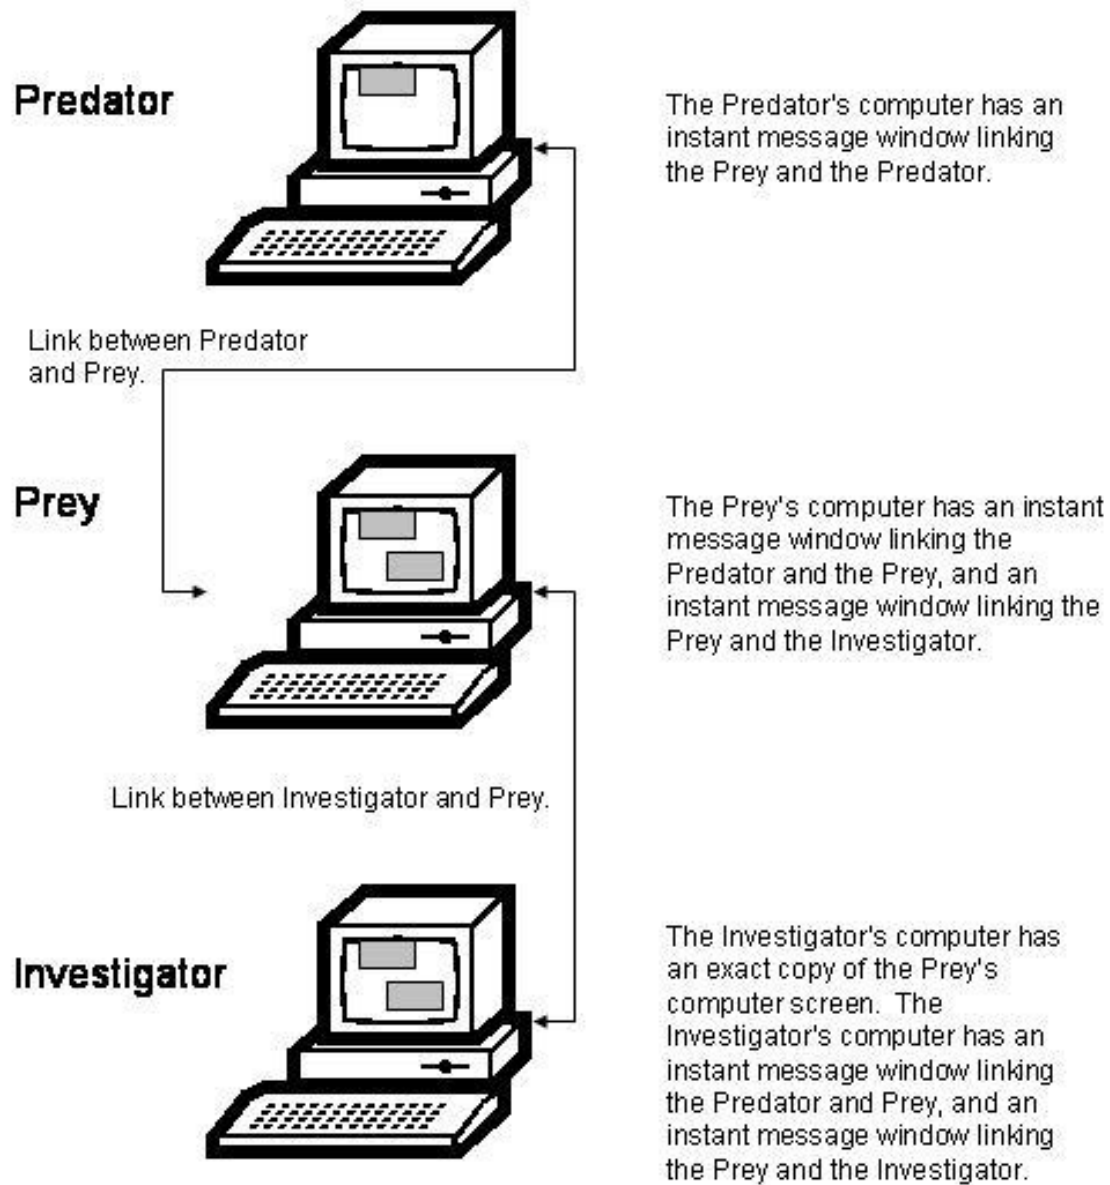 Predator
The Predator's computer has an
instant message window linking
the Prey and the Predator.
Link between Predator
and Prey.
Prey
The Prey's computer has an instant
message window linking the
Predator and the Prey, and an
instant message window linking the
Prey and the Investigator.
Link between Investigator and Prey.
Investigator
The Investigator's computer has
an exact copy of the Prey's
computer screen.  The
Investigator's computer has an
instant message window linking
the Predator and Prey, and an
instant message window linking
the Prey and the Investigator.